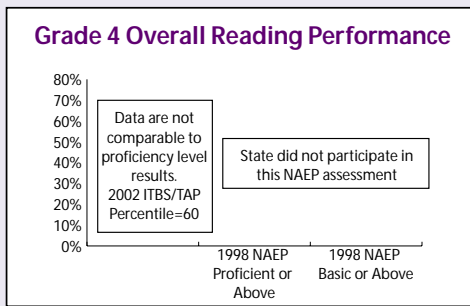 Grade 4 Overall Reading Performance
80%
70%
60%
50%
40%
30%
20%
10%
0%
Data are not
comparable to
proficiency level
results.
2002 ITBS/TAP
Percentile=60
State did not participate in
this NAEP assessment
1998 NAEP
Proficient or
Above
1998 NAEP
Basic or Above